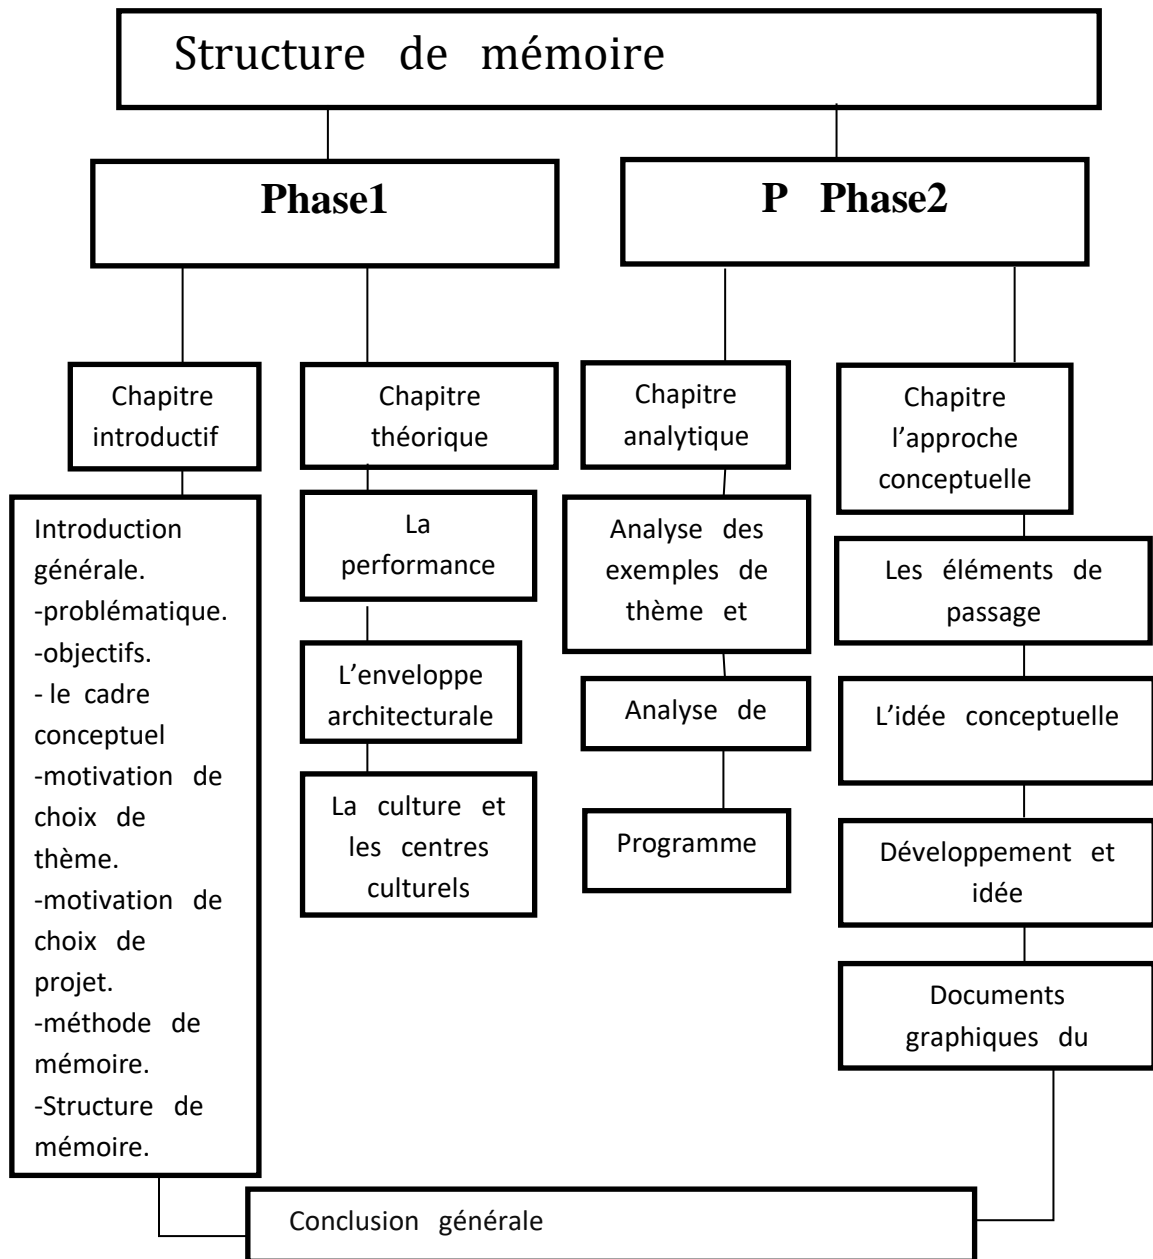 Structure de mémoire
Phase1
P Phase2
Chapitre
introductif
Chapitre
théorique
Chapitre
analytique
Chapitre
l’approche
conceptuelle
Introduction
générale.
-problématique.
-objectifs.
- le cadre
conceptuel
-motivation de
choix de
thème.
-motivation de
choix de
projet.
-méthode de
mémoire.
-Structure de
mémoire.
La
performance
L’enveloppe
architecturale
La culture et
les centres
culturels
Analyse des
exemples de
thème et
Analyse de
Programme
Les éléments de
passage
L’idée conceptuelle
Développement et
idée
Documents
graphiques du
Conclusion générale